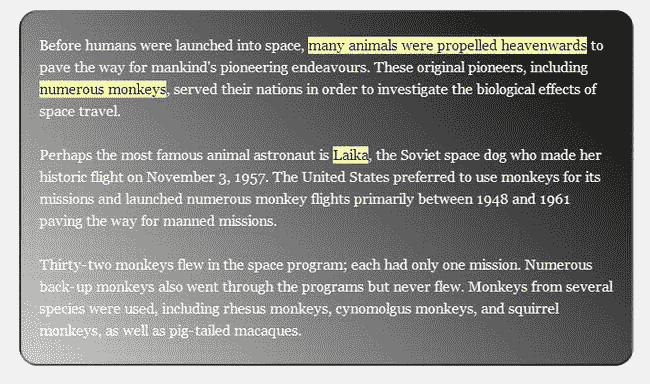 Before humans were launched into space, many animals were propelled heavenwards to
pave the way for mankind's pioneering endeavours. These original pioneers, including
numerous monkeys, served their nations in order to investigate the biological effects of
space travel.
Perhaps the most famous animal astronaut is Laika, the Soviet space dog who made her
historic flight on November 3, 1957. The United States preferred to use monkeys for its
missions and launched numerous monkey flights primarily between 1948 and 1961
paving the way for manned missions.
Thirty-two monkeys flew in the space program; each had only one mission. Numerous
back-up monkeys also went through the programs but never flew. Monkeys from several
species were used, including rhesus monkeys, cynomolgus monkeys, and squirrel
monkeys, as well as pig-tailed macaques.